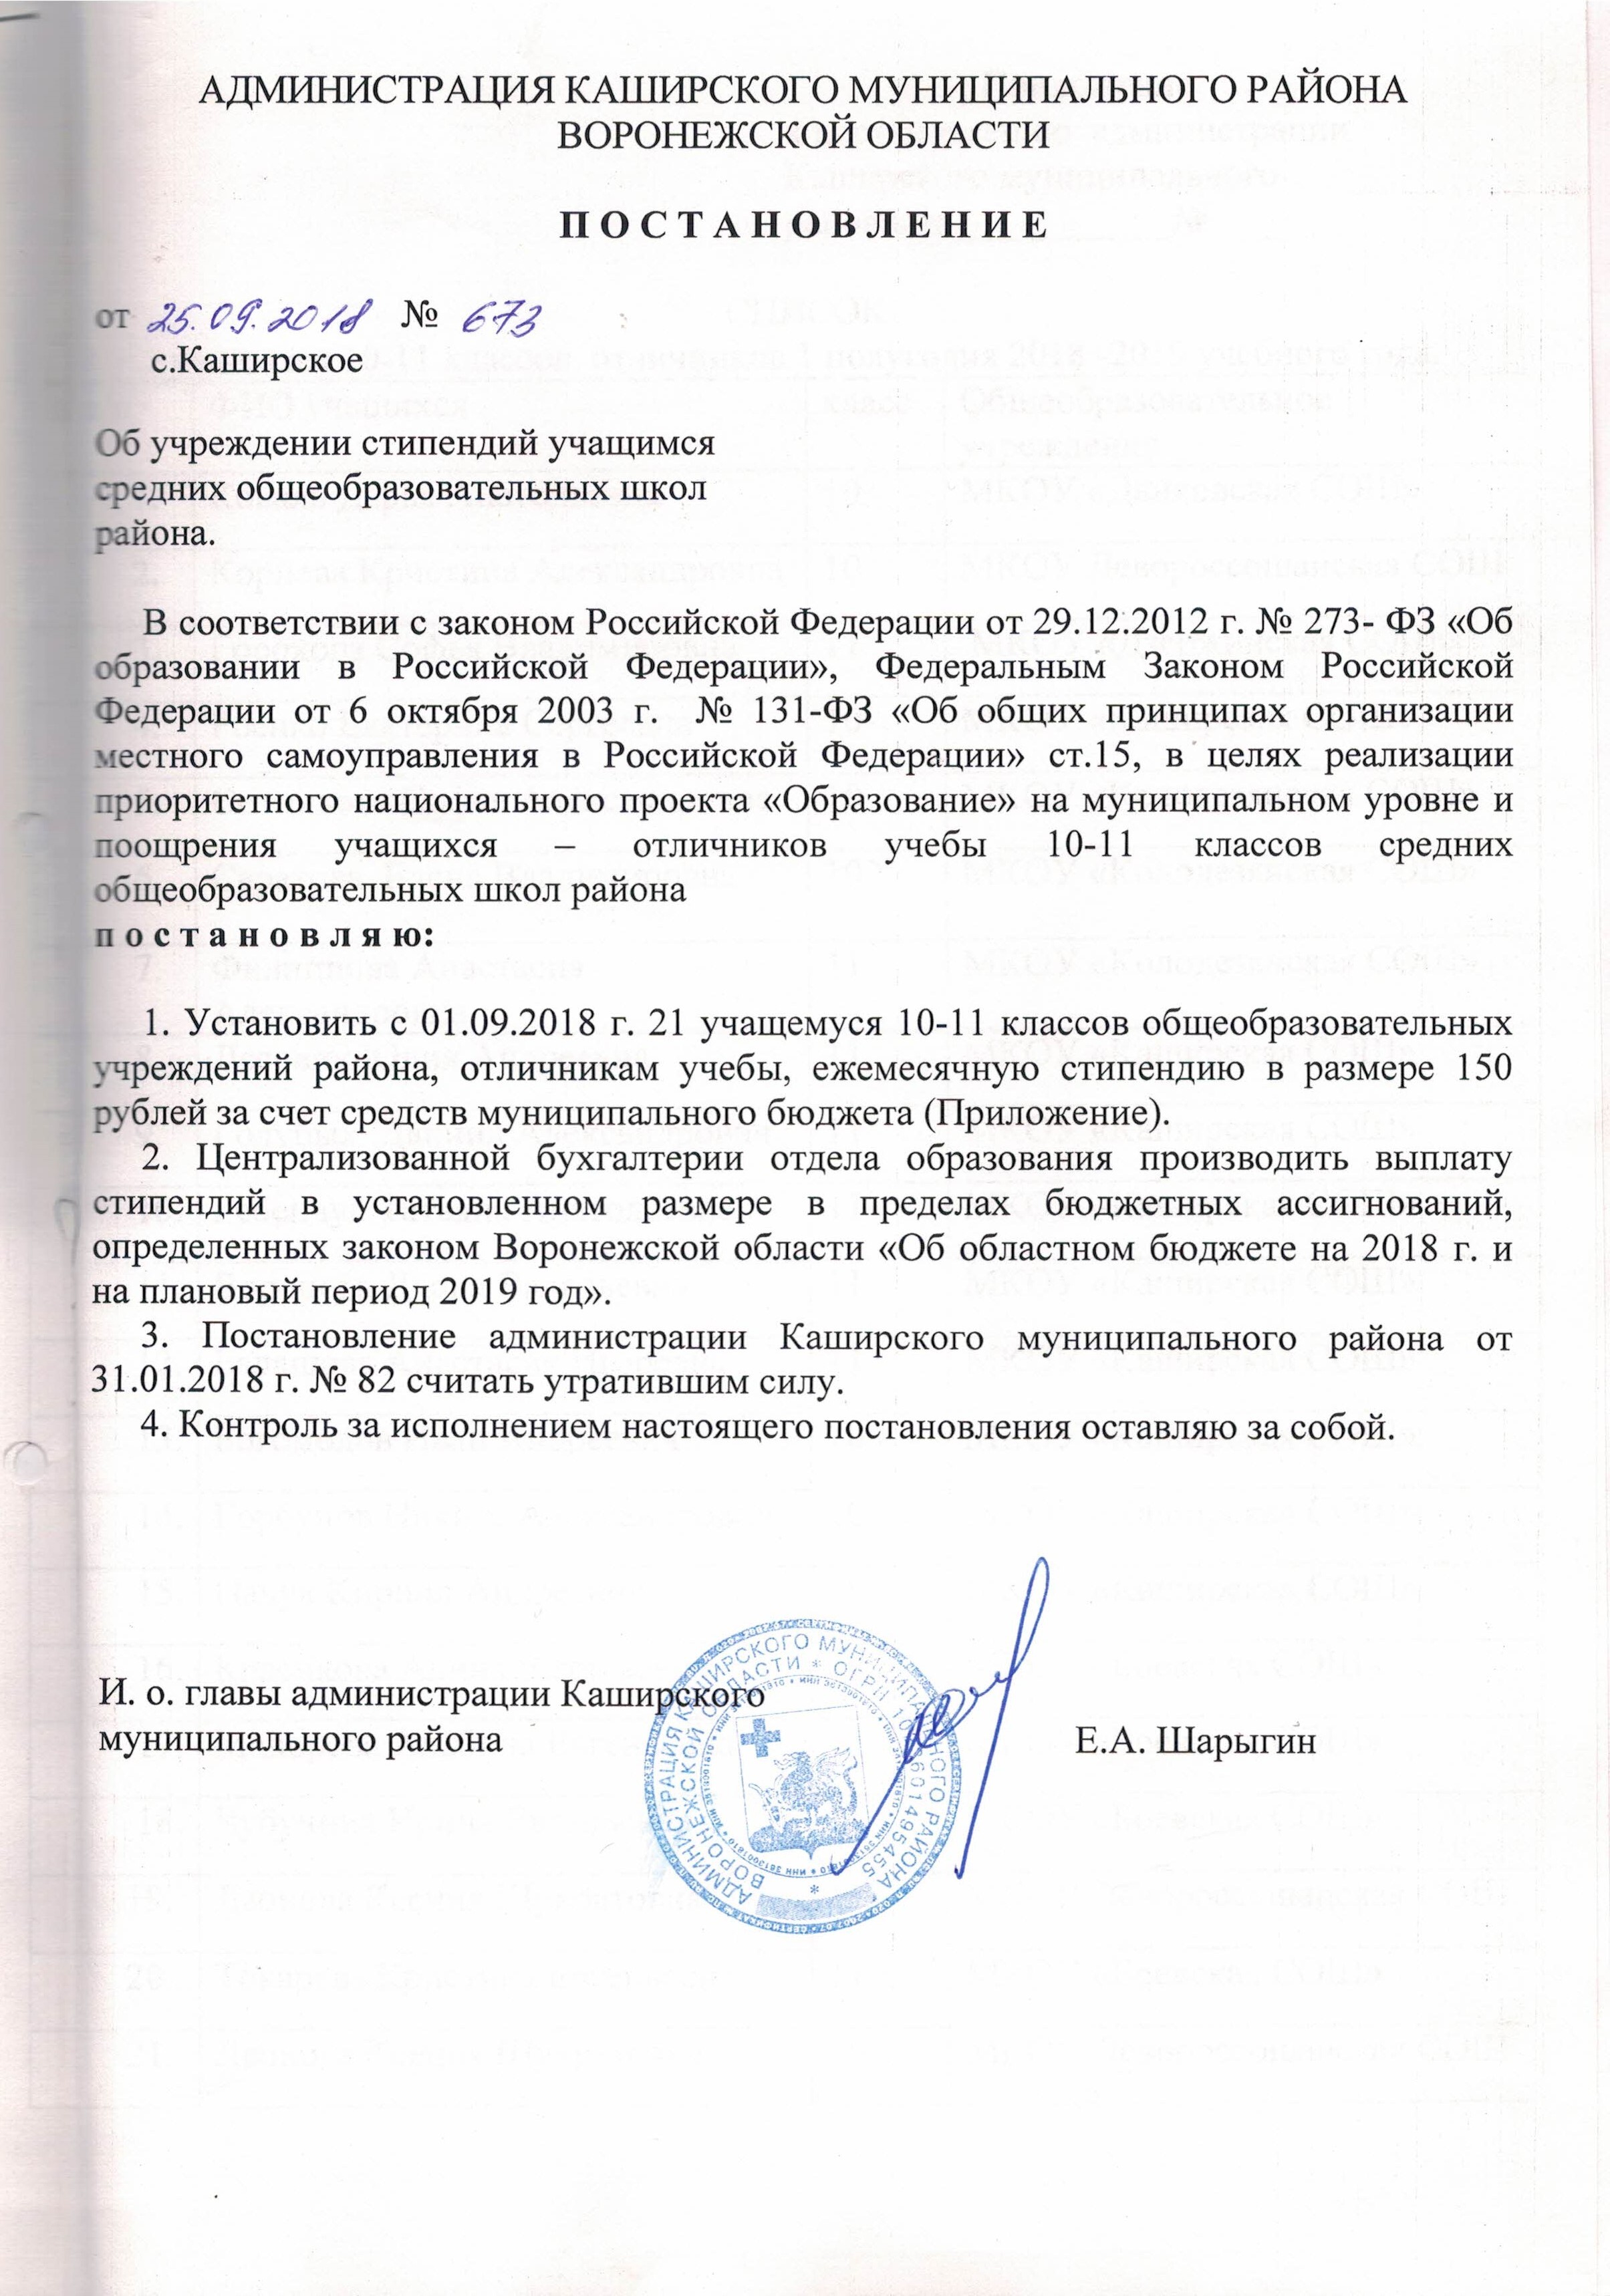 АДМИНИСТРАЦИЯ КАШИРСКОГО МУНИЦИПАЛЬНОГО РАЙОНА
ВОРОНЕЖСКОЙ ОБЛАСТИ
П О С Т А Н О В Л Е Н И Е
от 25.09.2018 № 673
с.Каширское
Об учреждении стипендий учащимся
средних общеобразовательных школ
района.
В соответствии с законом Российской Федерации от 29.12.2012 г. № 273- ФЗ «Об
образовании в Российской Федерации», Федеральным Законом Российской
Федерации от 6 октября 2003 г. № 131-ФЗ «Об общих принципах организации
местного самоуправления в Российской Федерации» ст.15, в целях реализации
приоритетного национального проекта «Образование» на муниципальном уровне и
поощрения учащихся – отличников учебы 10-11 классов средних
общеобразовательных школ района
п о с т а н о в л я ю:
1. Установить с 01.09.2018 г. 21 учащемуся 10-11 классов общеобразовательных
учреждений района, отличникам учебы, ежемесячную стипендию в размере 150
рублей за счет средств муниципального бюджета (Приложение).
2. Централизованной бухгалтерии отдела образования производить выплату
стипендий в установленном размере в пределах бюджетных ассигнований,
определенных законом Воронежской области «Об областном бюджете на 2018 г. и
на плановый период 2019 год».
3. Постановление администрации Каширского муниципального района от
31.01.2018 г. № 82 считать утратившим силу.
4. Контроль за исполнением настоящего постановления оставляю за собой.
И. о. главы администрации Каширского
муниципального района Е.А. Шарыгин
АДМИНИСТРАЦИЯ КАШИРСКОГО МУНИЦИПАЛЬНОГО РАЙОНА
ВОРОНЕЖСКОЙ ОБЛАСТИ * ОГРН